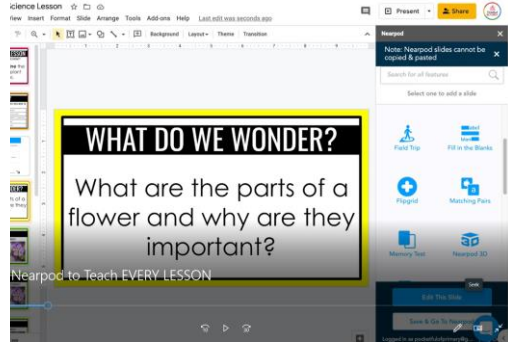 Science Lesson
View Insert Format Slide Arrange Tools Add-ons Help Last edit was seconds ago
Present Share
Background Layout Theme Transition
Nearpod
Note: Nearpod slides cannot be
copied & pasted
Search for all features
Select one to add a slide
Field Trip Fill in the Blanks
Flipgrid Matching Pairs
Memory Test Nearpod 3D
WHAT DO WE WONDER?
What are the parts of a
flower and why are they
important?
Nearpod to Teach EVERY LESSON
Seek
Edit This Slide
Save & Go To Nearpod